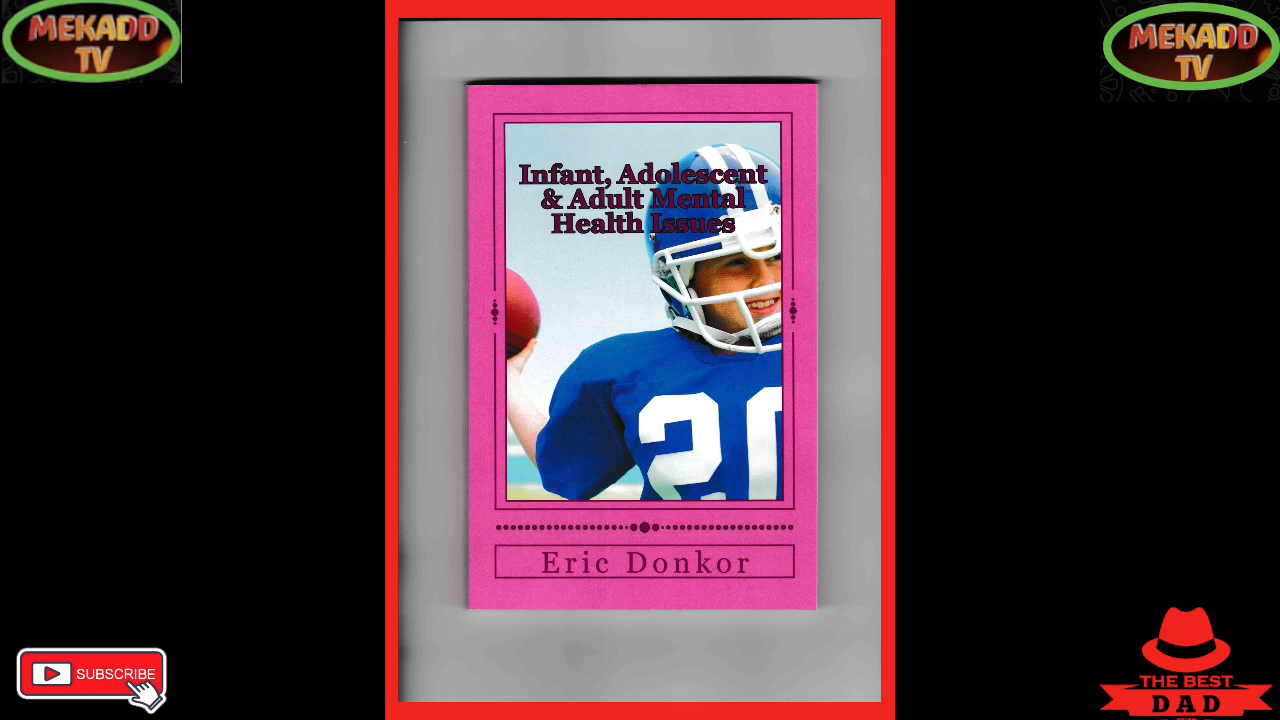 MEKADD
TV
MEKADD
TV
Infant, Adolescent
& Adult Mental
Health Issues
20
Eric Donkor
SUBSCRIBE
THE BEST
DAD